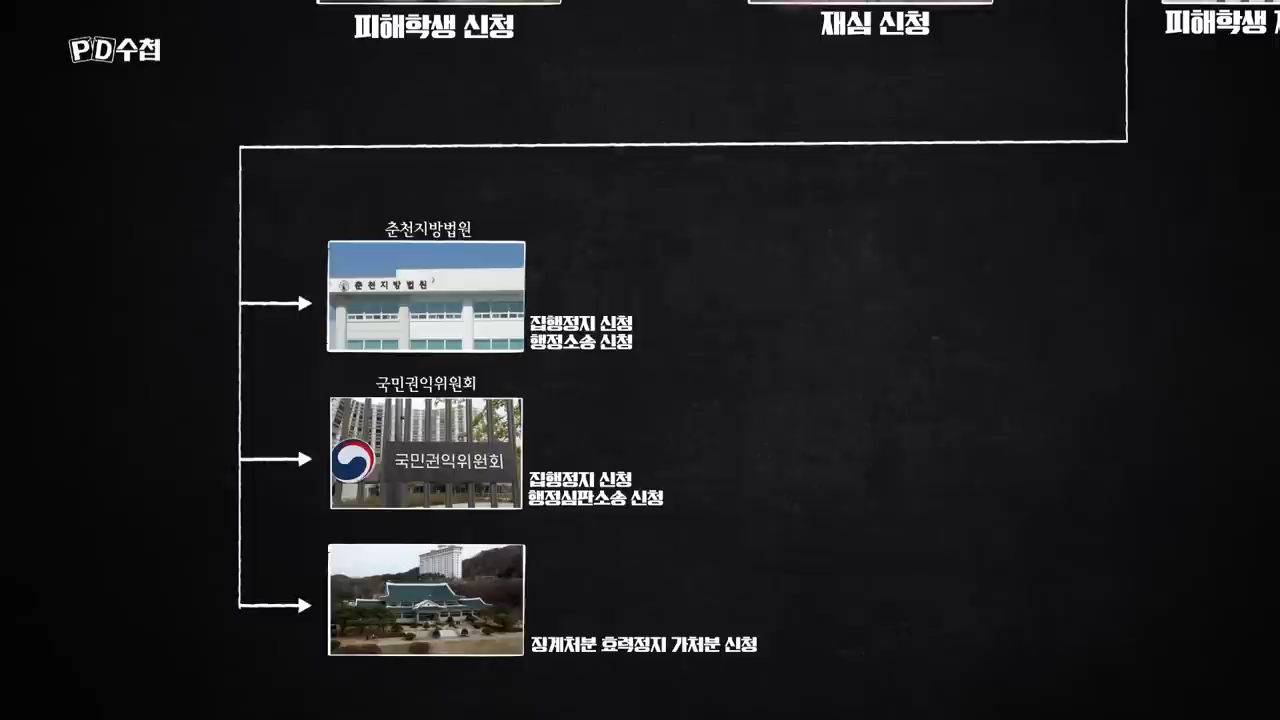 피해학생 신청
재심 신청
피해학생
PD수첩
춘천지방법원
춘천지방법원
집행정지 신청
행정소송 신청
국민권익위원회
국민권익위원회
집행정지 신청
행정심판소송 신청
징계처분 효력정지 가처분 신청